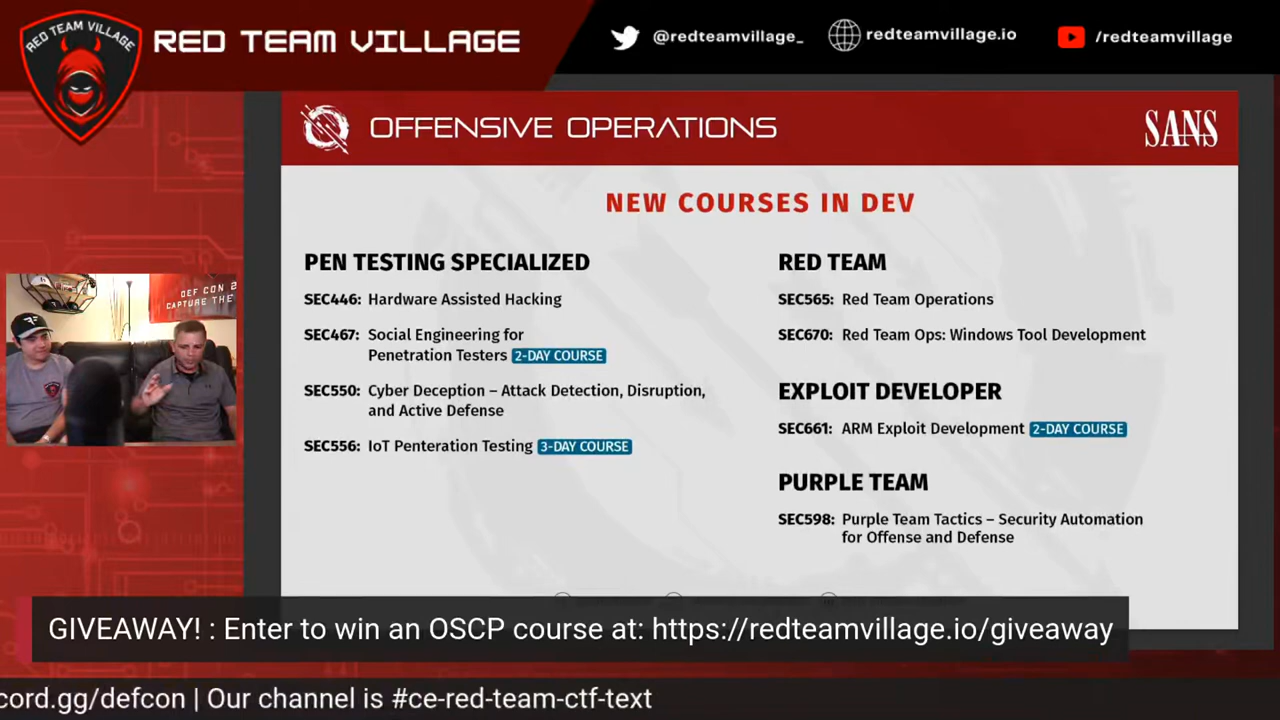 RED TEAM VILLAGE
RED TEAM VILLAGE
@redteamvillage_
redteamvillage.io
/redteamvillage
OFFENSIVE OPERATIONS
SANS
NEW COURSES IN DEV
PEN TESTING SPECIALIZED
SEC446: Hardware Assisted Hacking
SEC467: Social Engineering for
Penetration Testers 2-DAY COURSE
SEC550: Cyber Deception – Attack Detection, Disruption,
and Active Defense
SEC556: IoT Penteration Testing 3-DAY COURSE
RED TEAM
SEC565: Red Team Operations
SEC670: Red Team Ops: Windows Tool Development
EXPLOIT DEVELOPER
SEC661: ARM Exploit Development 2-DAY COURSE
PURPLE TEAM
SEC598: Purple Team Tactics – Security Automation
for Offense and Defense
DEF CON 2
CAPTURE THE
GIVEAWAY! : Enter to win an OSCP course at: https://redteamvillage.io/giveaway
cord.gg/defcon | Our channel is #ce-red-team-ctf-text